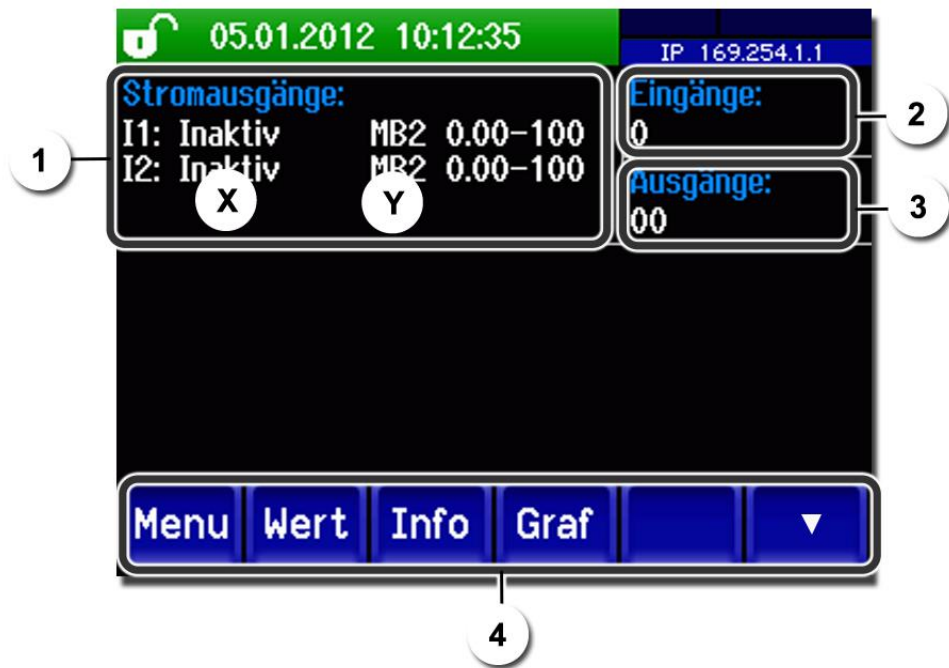 05.01.2012 10:12:35
IP 169.254.1.1
Stromausgänge:
I1: Inaktiv MB2 0.00-100
I2: Inaktiv MB2 0.00-100
X Y
Eingänge:
0
Ausgänge:
00
1
2
3
Menu Wert Info Graf ▼
4